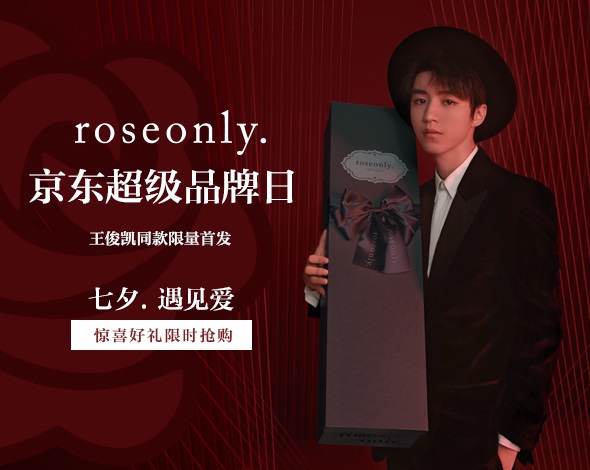 roseonly.
京东超级品牌日
王俊凯同款限量首发
七夕. 遇见爱
惊喜好礼限时抢购
roseonly.